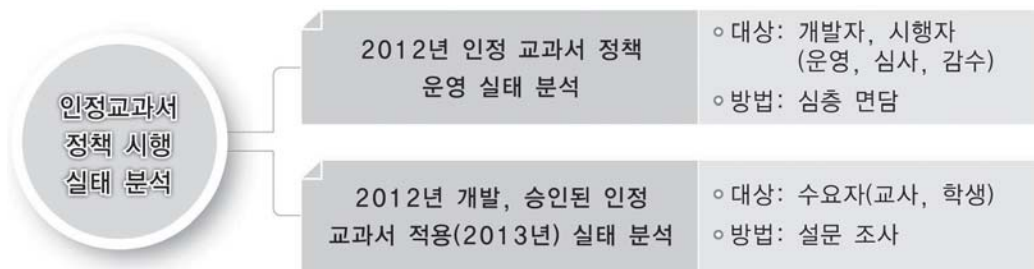 인정교과서
정책 시행
실태 분석
2012년 인정 교과서 정책
운영 실태 분석
◦대상: 개발자, 시행자
(운영, 심사, 감수)
◦방법: 심층 면담
2012년 개발, 승인된 인정
교과서 적용(2013년) 실태 분석
◦대상: 수요자(교사, 학생)
◦방법: 설문 조사